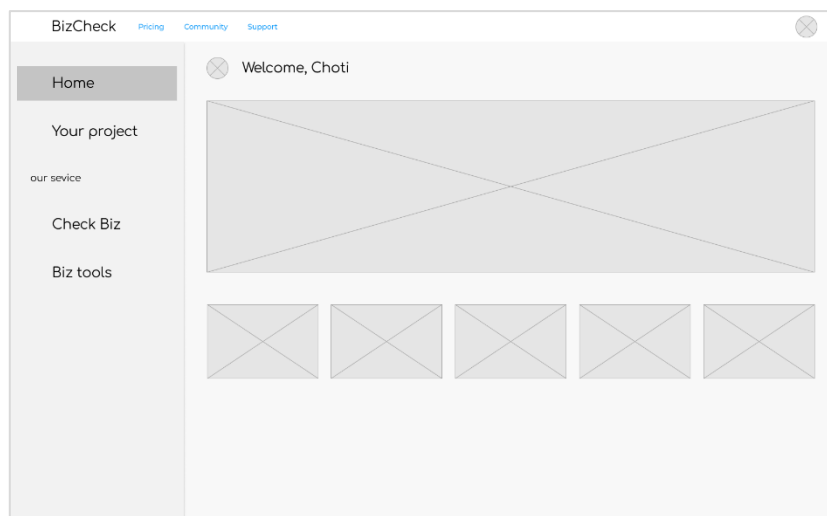 BizCheck Pricing Community Support
Home
Your project
our sevice
Check Biz
Biz tools
Welcome, Choti